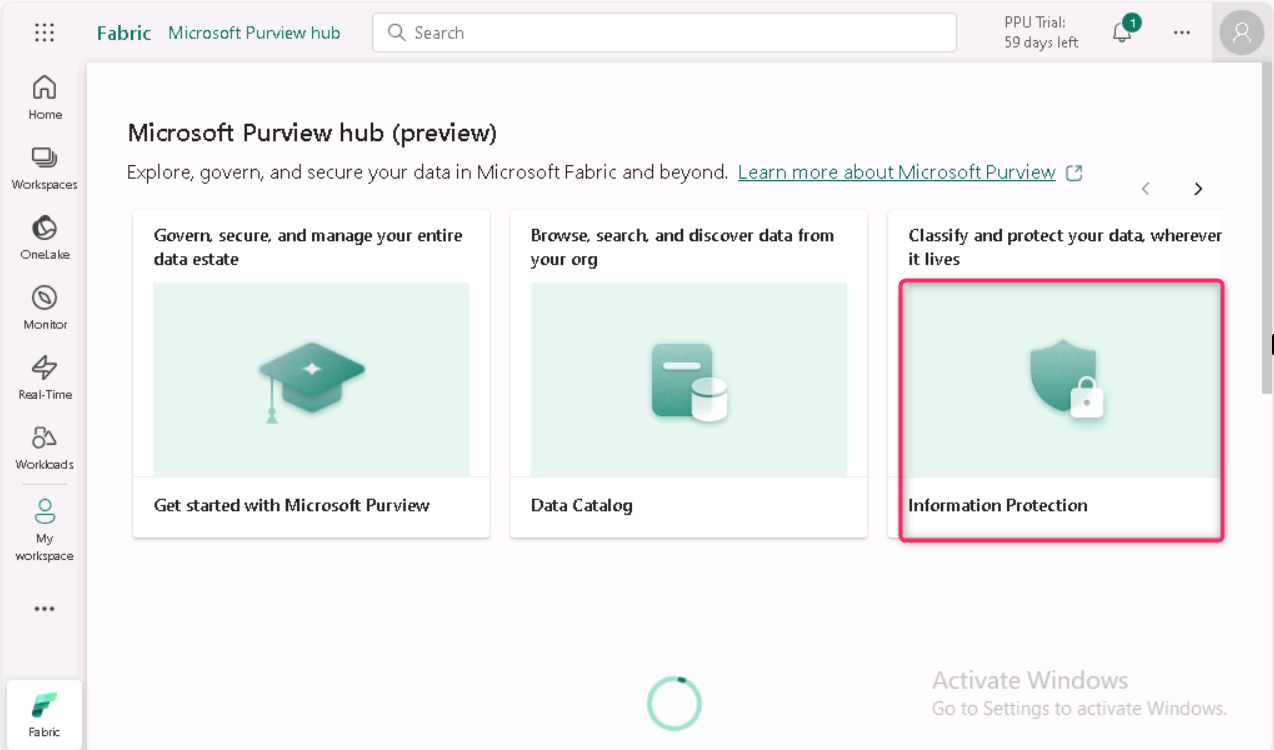 Fabric Microsoft Purview hub
Search
PPU Trial:
59 days left
1
Home
Workspaces
OneLake
Monitor
Real-Time
Workloads
My
workspace
Fabric
Microsoft Purview hub (preview)
Explore, govern, and secure your data in Microsoft Fabric and beyond. Learn more about Microsoft Purview
Govern, secure, and manage your entire
data estate
Get started with Microsoft Purview
Browse, search, and discover data from
your org
Data Catalog
Classify and protect your data, wherever
it lives
Information Protection
Activate Windows
Go to Settings to activate Windows.